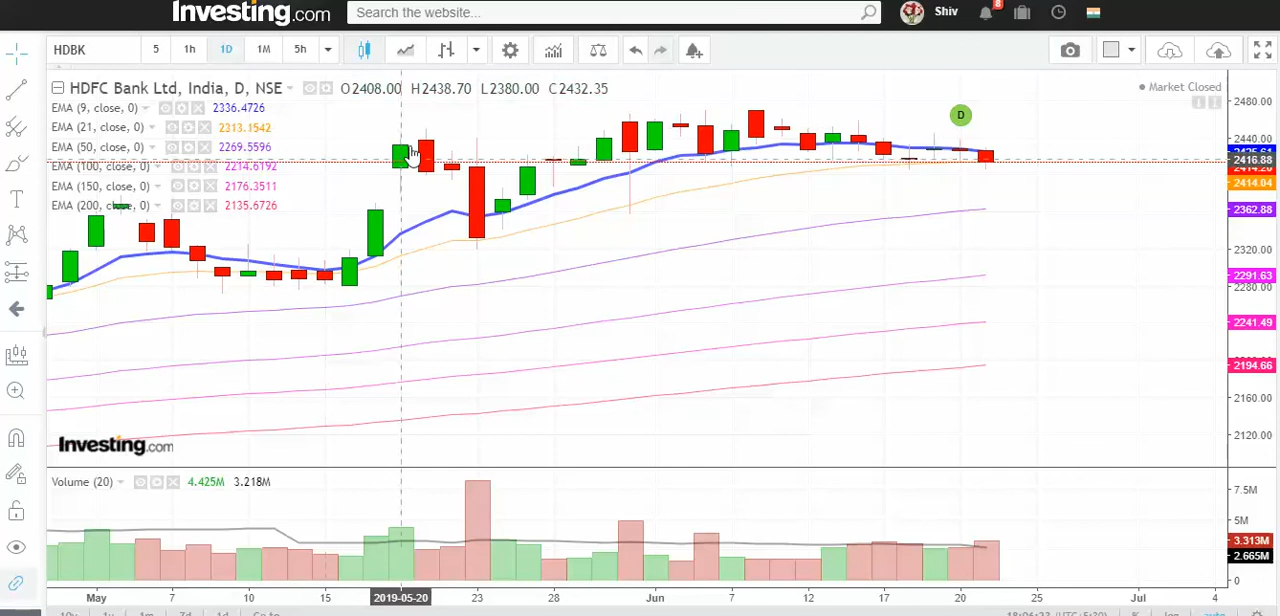 Investing.com Search the website... Shiv 8
HDBK 5 1h 1D 1M 5h
HDFC Bank Ltd, India, D, NSE O2408.00 H2438.70 L2380.00 C2432.35
Market Closed
EMA (9, close, 0) 2336.4726
EMA (21, close, 0) 2313.1542
EMA (50, close, 0) 2269.5596
EMA (100, close, 0) 2214.6192
EMA (150, close, 0) 2176.3511
EMA (200, close, 0) 2135.6726
D
2480.00
2440.00
2416.88
2414.04
2362.88
2320.00
2291.63
2280.00
2241.49
2194.66
2160.00
2120.00
Investing.com
Volume (20) 4.425M 3.218M
7.5M
5M
3.313M
2.665M
0
May 7 10 15 2019-05-20 23 28 Jun 7 12 17 20 25 Jul 4